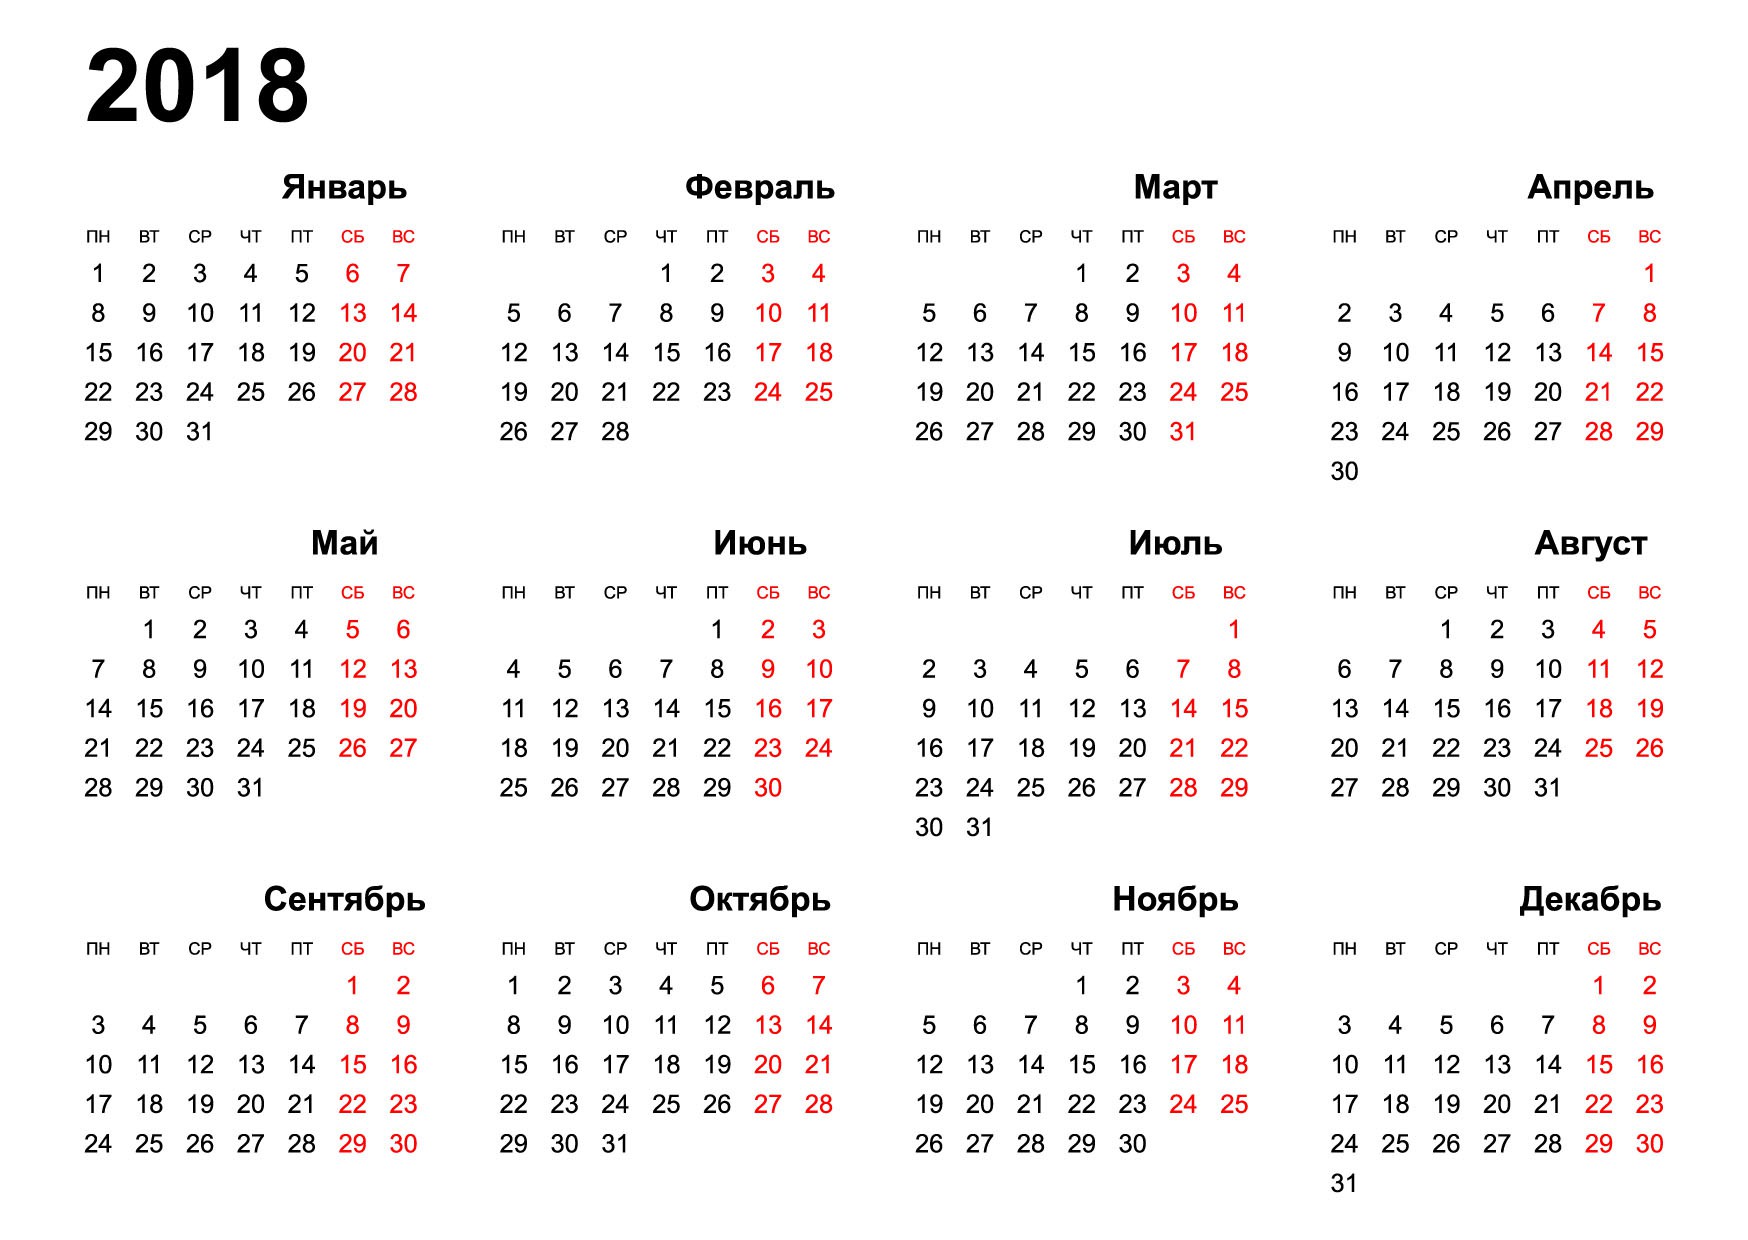 2018
Январь Февраль Март Апрель
ПН ВТ СР ЧТ ПТ СБ ВС ПН ВТ СР ЧТ ПТ СБ ВС ПН ВТ СР ЧТ ПТ СБ ВС ПН ВТ СР ЧТ ПТ СБ ВС
1 2 3 4 5 6 7 1 2 3 4 1 2 3 4 1
8 9 10 11 12 13 14 5 6 7 8 9 10 11 5 6 7 8 9 10 11 2 3 4 5 6 7 8
15 16 17 18 19 20 21 12 13 14 15 16 17 18 12 13 14 15 16 17 18 9 10 11 12 13 14 15
22 23 24 25 26 27 28 19 20 21 22 23 24 25 19 20 21 22 23 24 25 16 17 18 19 20 21 22
29 30 31 26 27 28 26 27 28 29 30 31 23 24 25 26 27 28 29
30
Май Июнь Июль Август
ПН ВТ СР ЧТ ПТ СБ ВС ПН ВТ СР ЧТ ПТ СБ ВС ПН ВТ СР ЧТ ПТ СБ ВС ПН ВТ СР ЧТ ПТ СБ ВС
1 2 3 4 5 6 1 2 3 1 1 2 3 4 5
7 8 9 10 11 12 13 4 5 6 7 8 9 10 2 3 4 5 6 7 8 6 7 8 9 10 11 12
14 15 16 17 18 19 20 11 12 13 14 15 16 17 9 10 11 12 13 14 15 13 14 15 16 17 18 19
21 22 23 24 25 26 27 18 19 20 21 22 23 24 16 17 18 19 20 21 22 20 21 22 23 24 25 26
28 29 30 31 25 26 27 28 29 30 23 24 25 26 27 28 29 27 28 29 30 31
30 31
Сентябрь Октябрь Ноябрь Декабрь
ПН ВТ СР ЧТ ПТ СБ ВС ПН ВТ СР ЧТ ПТ СБ ВС ПН ВТ СР ЧТ ПТ СБ ВС ПН ВТ СР ЧТ ПТ СБ ВС
1 2 1 2 3 4 5 6 7 1 2 3 4 1 2
3 4 5 6 7 8 9 8 9 10 11 12 13 14 5 6 7 8 9 10 11 3 4 5 6 7 8 9
10 11 12 13 14 15 16 15 16 17 18 19 20 21 12 13 14 15 16 17 18 10 11 12 13 14 15 16
17 18 19 20 21 22 23 22 23 24 25 26 27 28 19 20 21 22 23 24 25 17 18 19 20 21 22 23
24 25 26 27 28 29 30 29 30 31 26 27 28 29 30 24 25 26 27 28 29 30
31